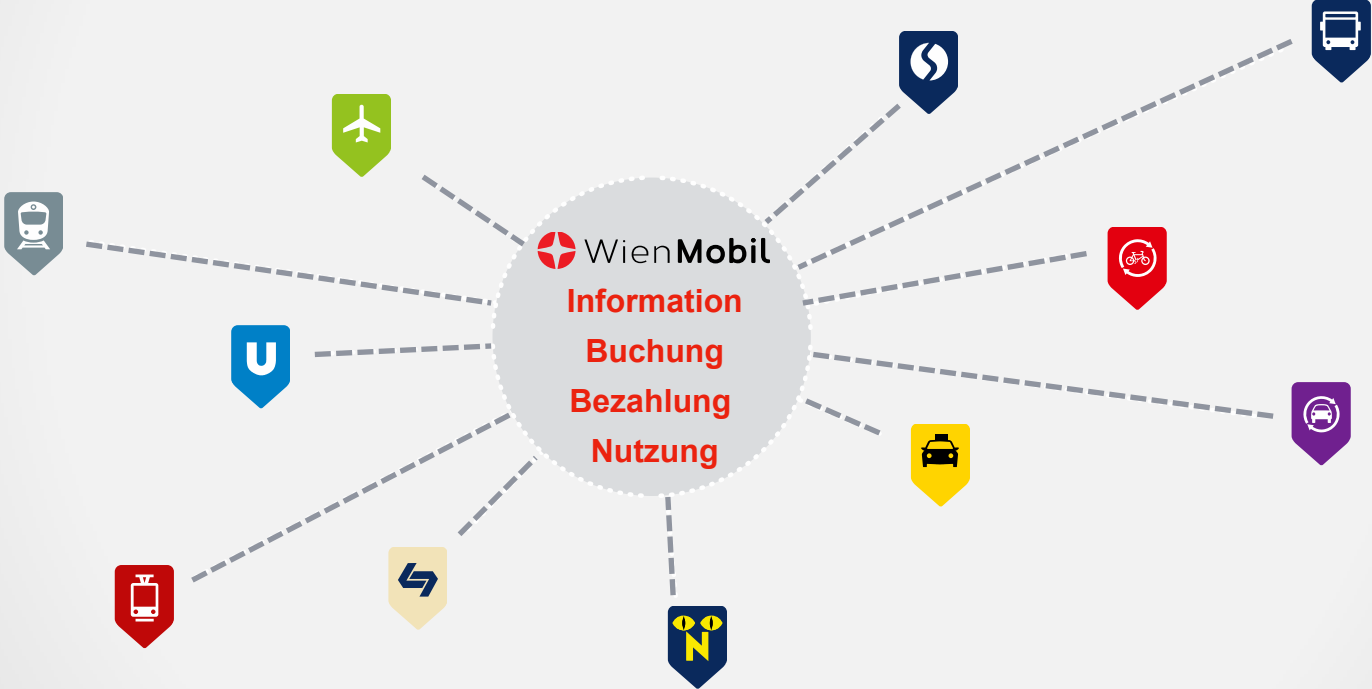 WienMobil
Information
Buchung
Bezahlung
Nutzung
U
N